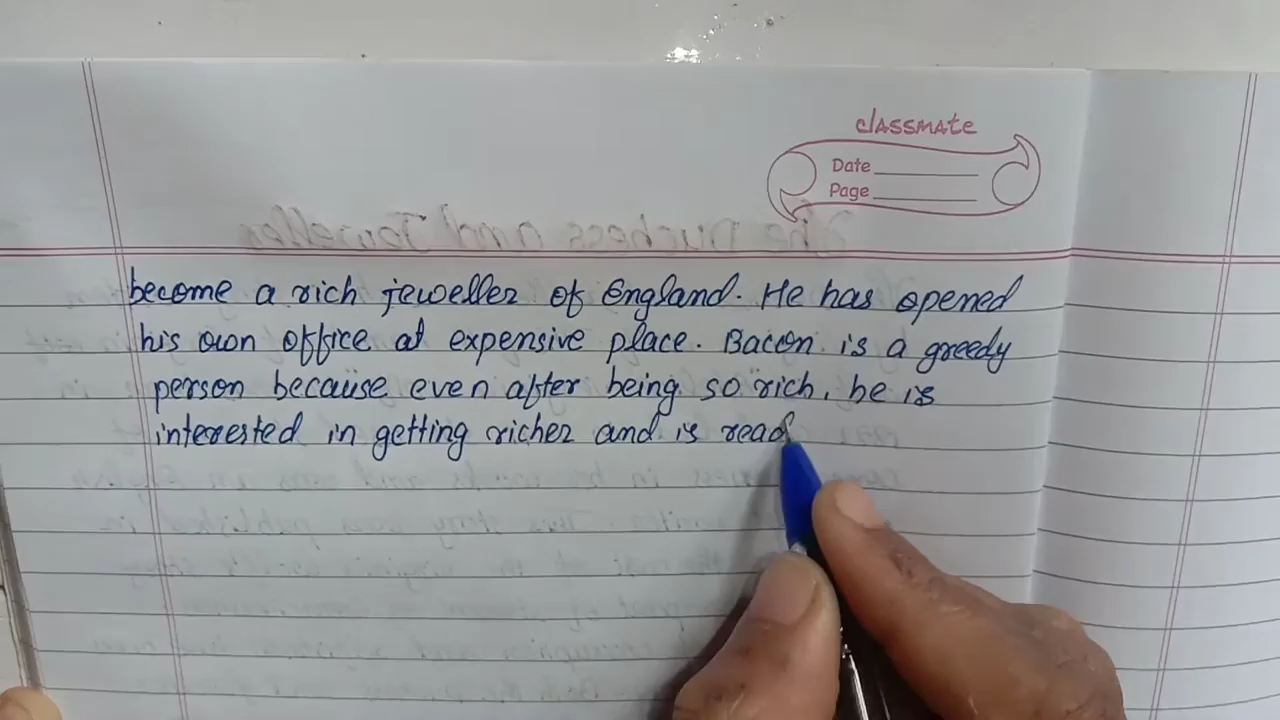 classmate
Date
Page
become a rich jeweller of England. He has opened
his own office at expensive place. Bacon is a greedy
person because even after being so rich, he is
interested in getting richer and is read